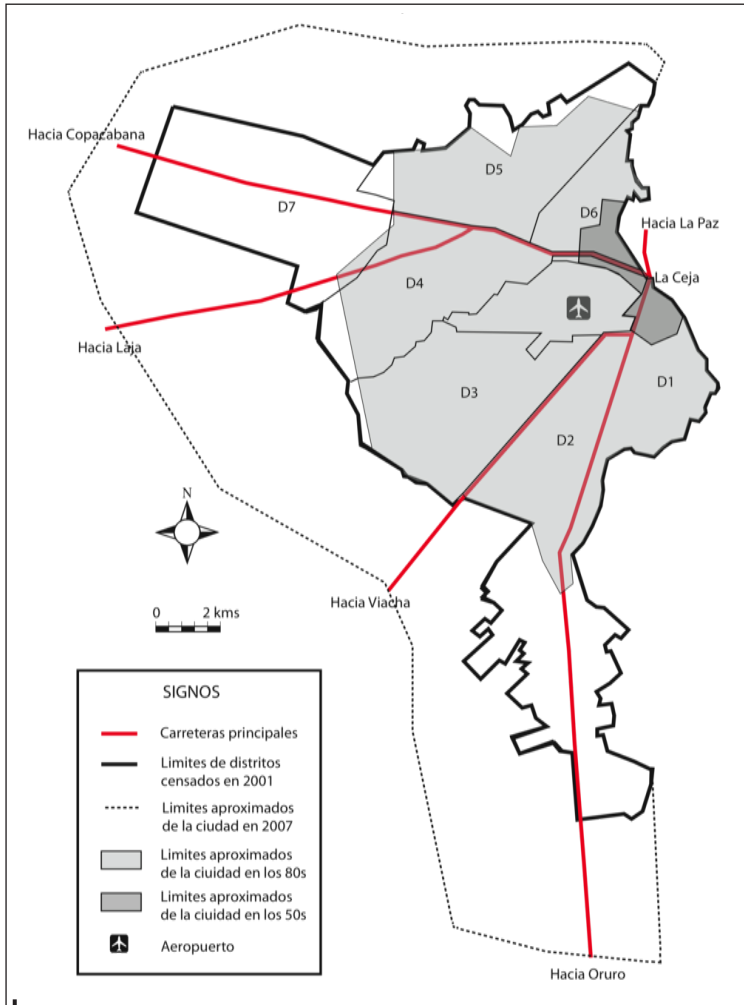 Hacia Copacabana
D5
D7
D6
Hacia La Paz
La Ceja
D4
Hacia Laja
D3
D1
D2
N
Hacia Viacha
0 2 kms
SIGNOS
Carreteras principales
Limites de distritos
censados en 2001
Limites aproximados
de la ciudad en 2007
Limites aproximados
de la ciuidad en los 80s
Limites aproximados
de la ciuidad en los 50s
Aeropuerto
Hacia Oruro